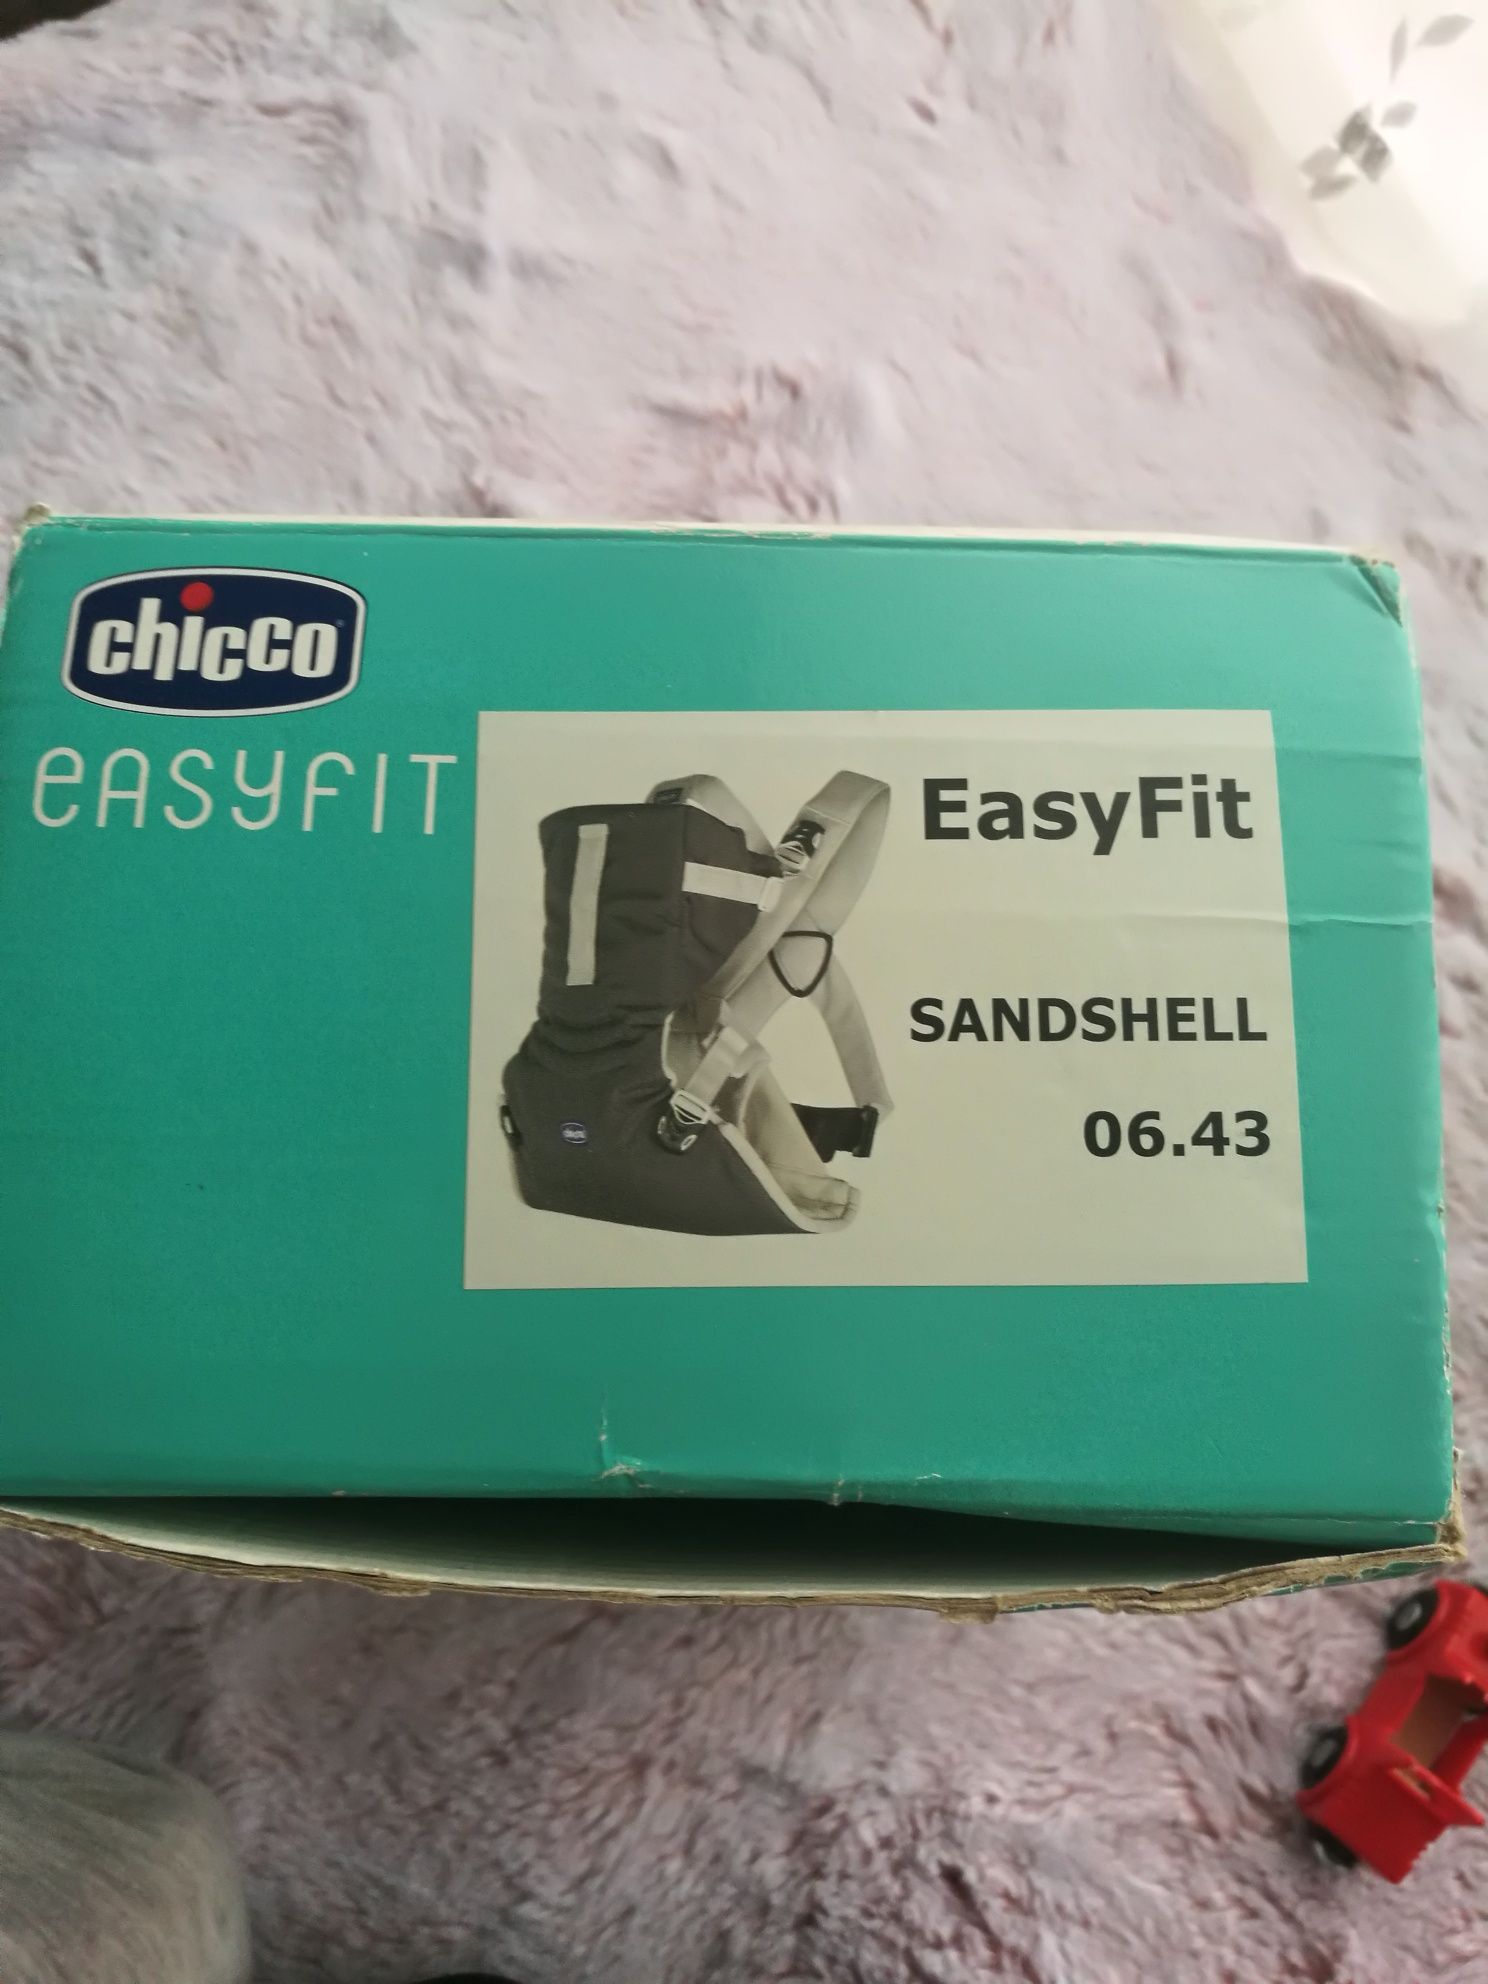 chicco
eASyFIT
EasyFit
SANDSHELL
06.43